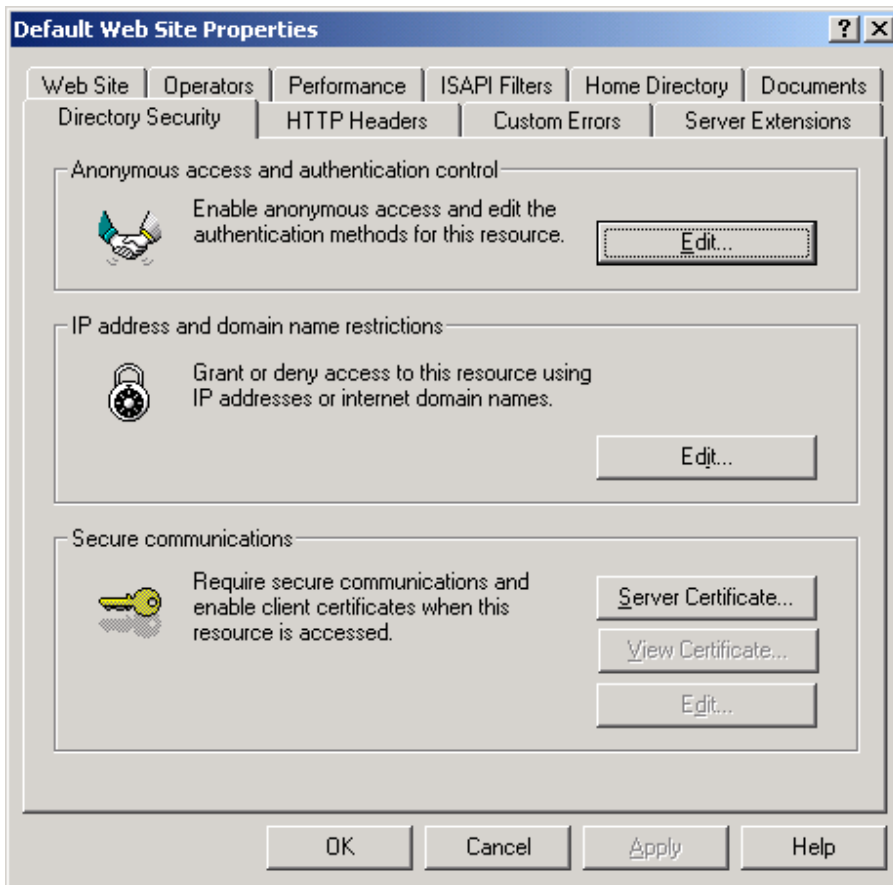 Default Web Site Properties
Web Site Operators Performance ISAPI Filters Home Directory Documents
Directory Security HTTP Headers Custom Errors Server Extensions
Anonymous access and authentication control
Enable anonymous access and edit the
authentication methods for this resource.
Edit...
IP address and domain name restrictions
Grant or deny access to this resource using
IP addresses or internet domain names.
Edit...
Secure communications
Require secure communications and
enable client certificates when this
resource is accessed.
Server Certificate...
View Certificate...
Edit...
OK Cancel Apply Help